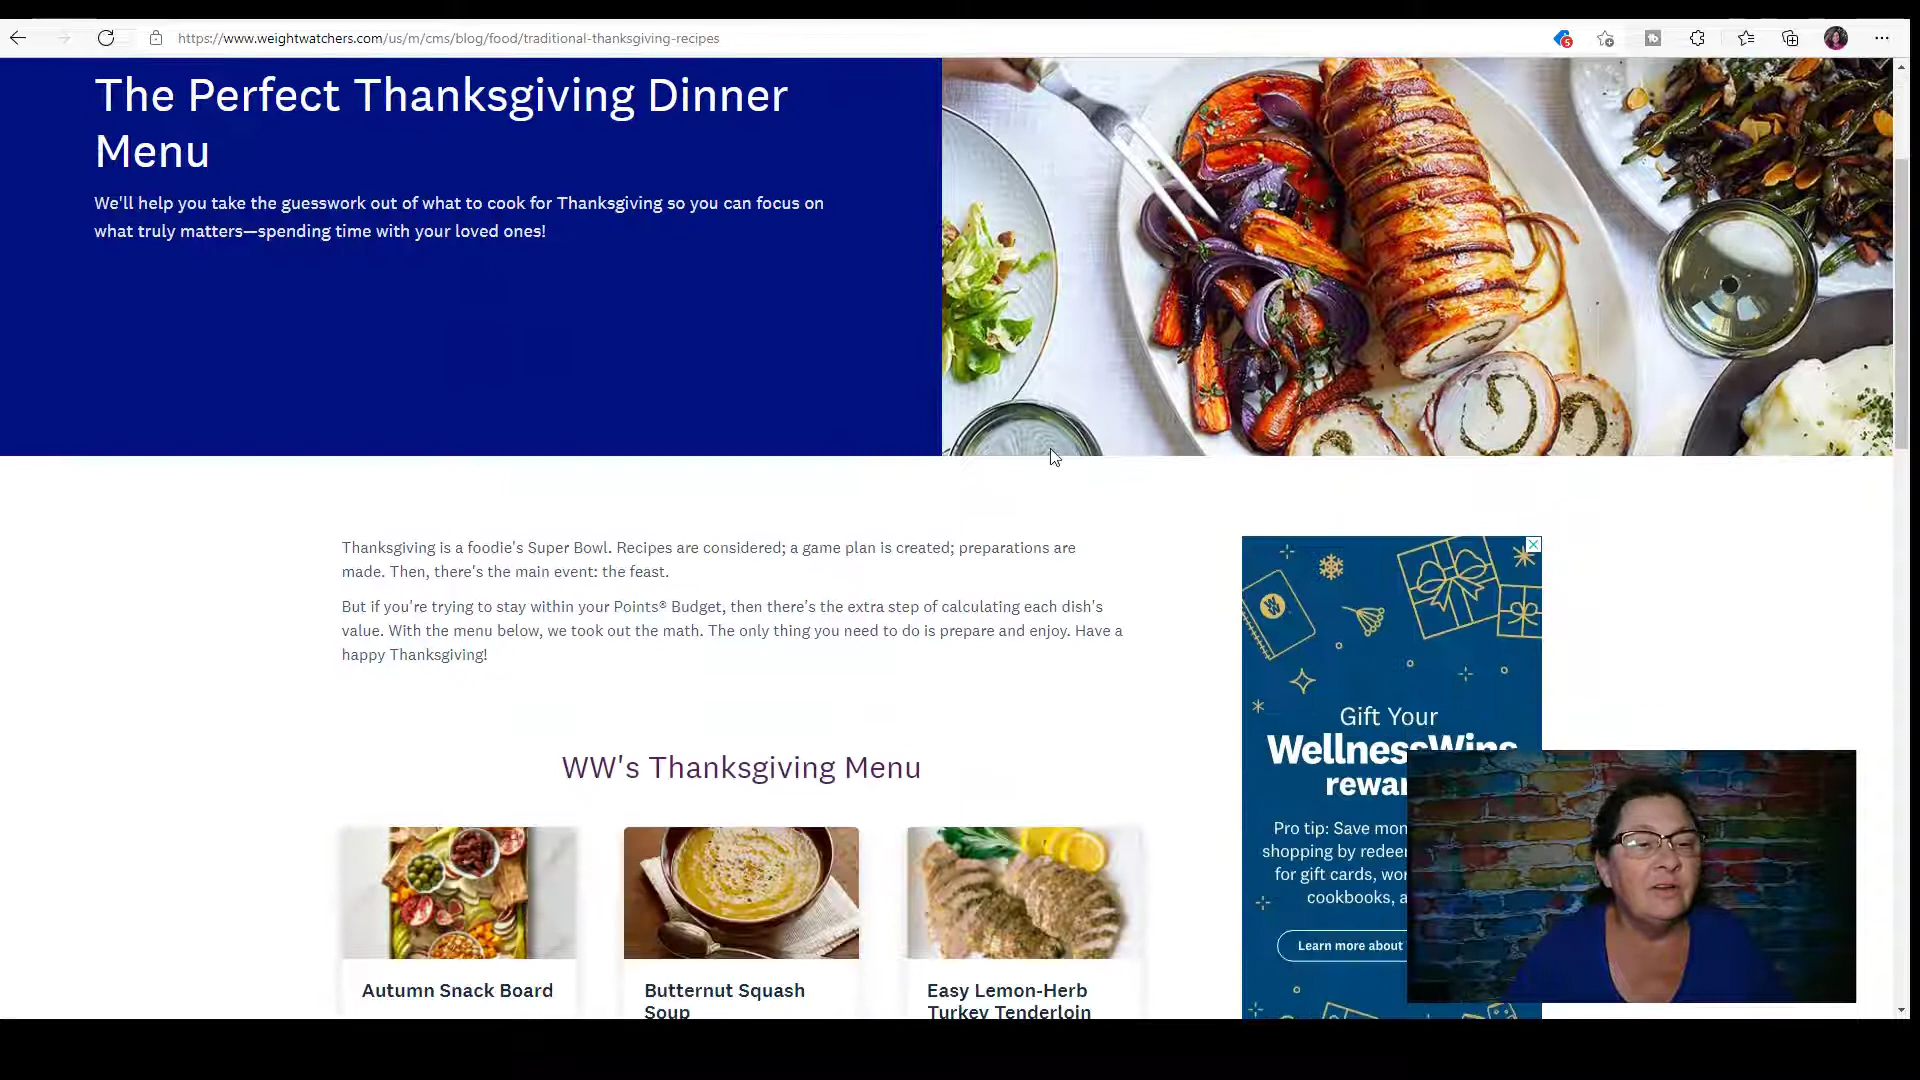 https://www.weightwatchers.com/us/m/cms/blog/food/traditional-thanksgiving-recipes
5
The Perfect Thanksgiving Dinner
Menu
We'll help you take the guesswork out of what to cook for Thanksgiving so you can focus on
what truly matters—spending time with your loved ones!
Thanksgiving is a foodie's Super Bowl. Recipes are considered; a game plan is created; preparations are
made. Then, there's the main event: the feast.
But if you're trying to stay within your Points® Budget, then there's the extra step of calculating each dish's
value. With the menu below, we took out the math. The only thing you need to do is prepare and enjoy. Have a
happy Thanksgiving!
WW's Thanksgiving Menu
Autumn Snack Board
Butternut Squash
Soup
Easy Lemon-Herb
Turkey Tenderloin
W
Gift Your
WellnessWins
rewar
Pro tip: Save mon
shopping by redee
for gift cards, wor
cookbooks, a
Learn more about